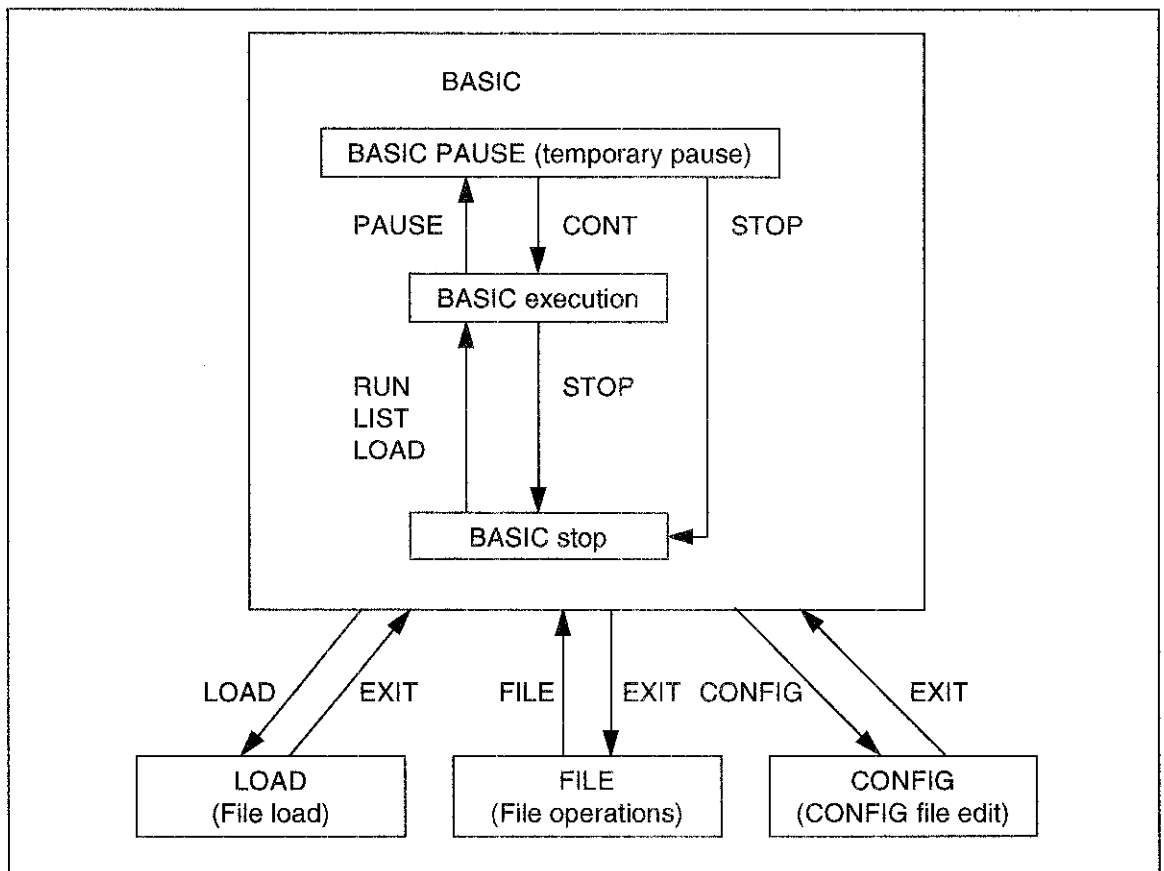 BASIC
BASIC PAUSE (temporary pause)
PAUSE
CONT
STOP
BASIC execution
RUN
LIST
LOAD
STOP
BASIC stop
LOAD
EXIT
FILE
EXIT
CONFIG
EXIT
LOAD
(File load)
FILE
(File operations)
CONFIG
(CONFIG file edit)